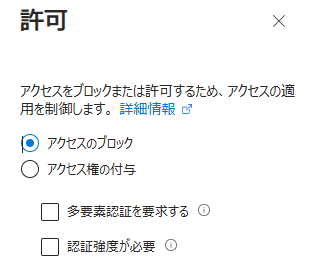 許可
アクセスをブロックまたは許可するため、アクセスの適
用を制御します。 詳細情報
アクセスのブロック
アクセス権の付与
多要素認証を要求する
認証強度が必要